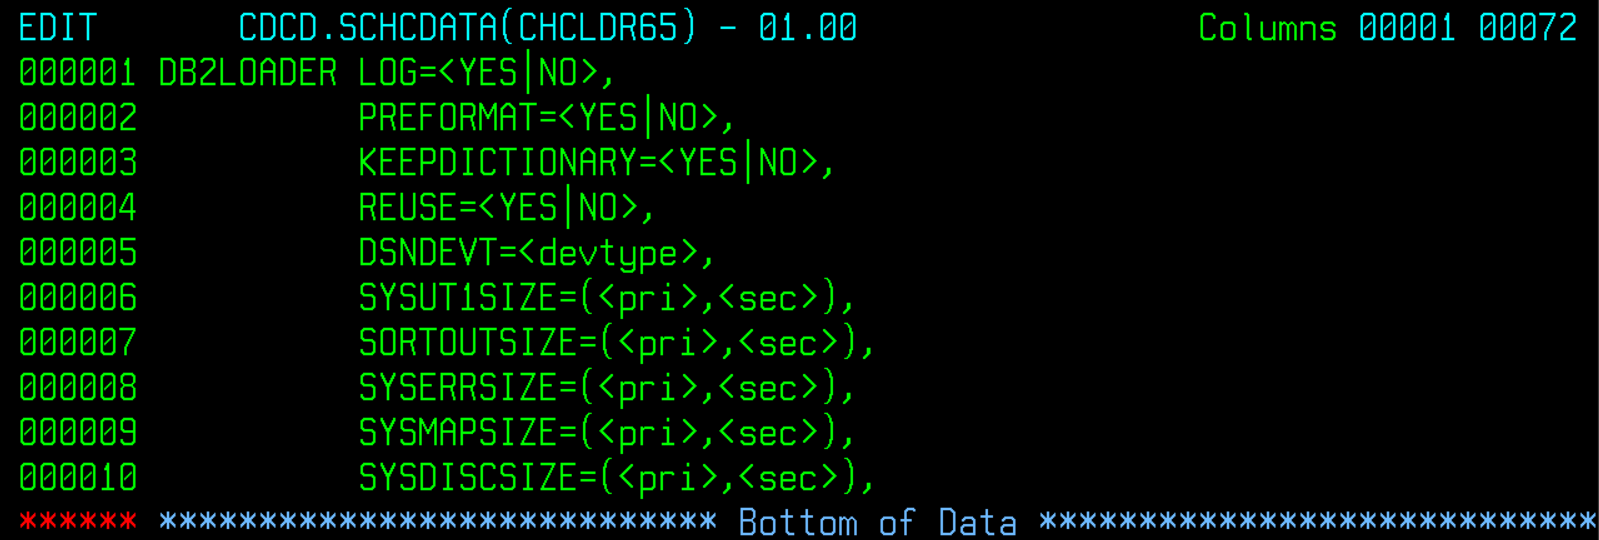 EDIT       CDCD.SCHCDATA(CHCLDR65) - 01.00                 Columns 00001 00072
000001 DB2LOADER LOG=<YES|NO>,
000002           PREFORMAT=<YES|NO>,
000003           KEEPDICTIONARY=<YES|NO>,
000004           REUSE=<YES|NO>,
000005           DSNDEVT=<devtype>,
000006           SYSUT1SIZE=(<pri>,<sec>),
000007           SORTOUTSIZE=(<pri>,<sec>),
000008           SYSERRSIZE=(<pri>,<sec>),
000009           SYSMAPSIZE=(<pri>,<sec>),
000010           SYSDISCSIZE=(<pri>,<sec>),
****** **************************** Bottom of Data ****************************